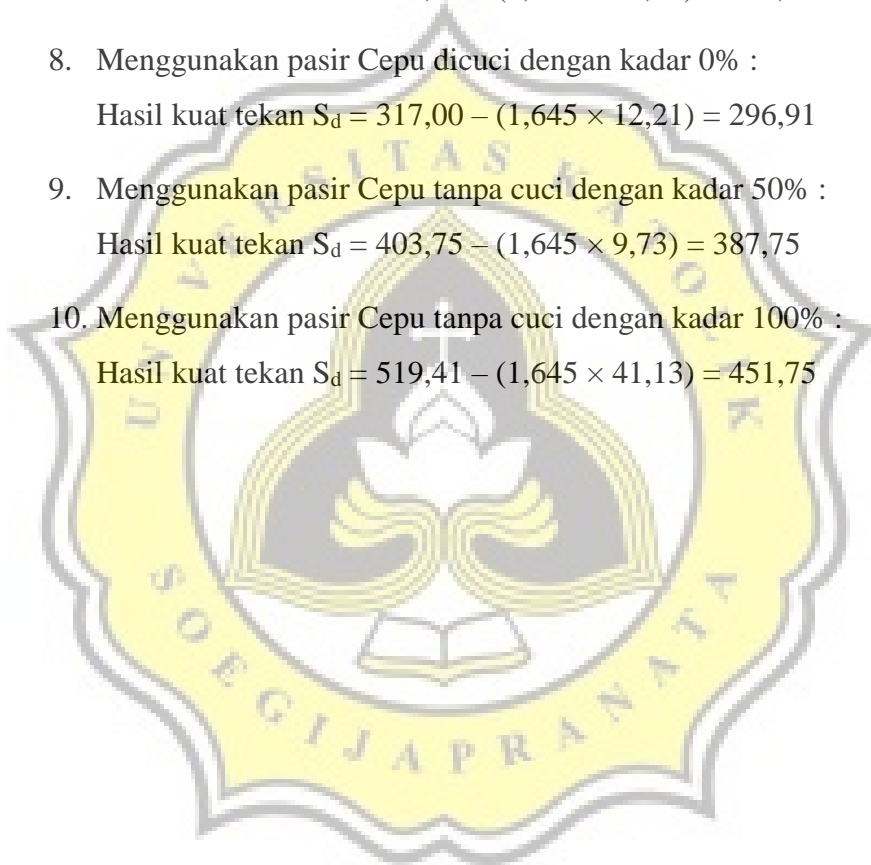 8. Menggunakan pasir Cepu dicuci dengan kadar 0% :
Hasil kuat tekan Sd = 317,00 – (1,645 × 12,21) = 296,91
9. Menggunakan pasir Cepu tanpa cuci dengan kadar 50% :
Hasil kuat tekan Sd = 403,75 – (1,645 × 9,73) = 387,75
10. Menggunakan pasir Cepu tanpa cuci dengan kadar 100% :
Hasil kuat tekan Sd = 519,41 – (1,645 × 41,13) = 451,75
UNIVERSITAS KATOLIK
SOEGIJAPRANATA